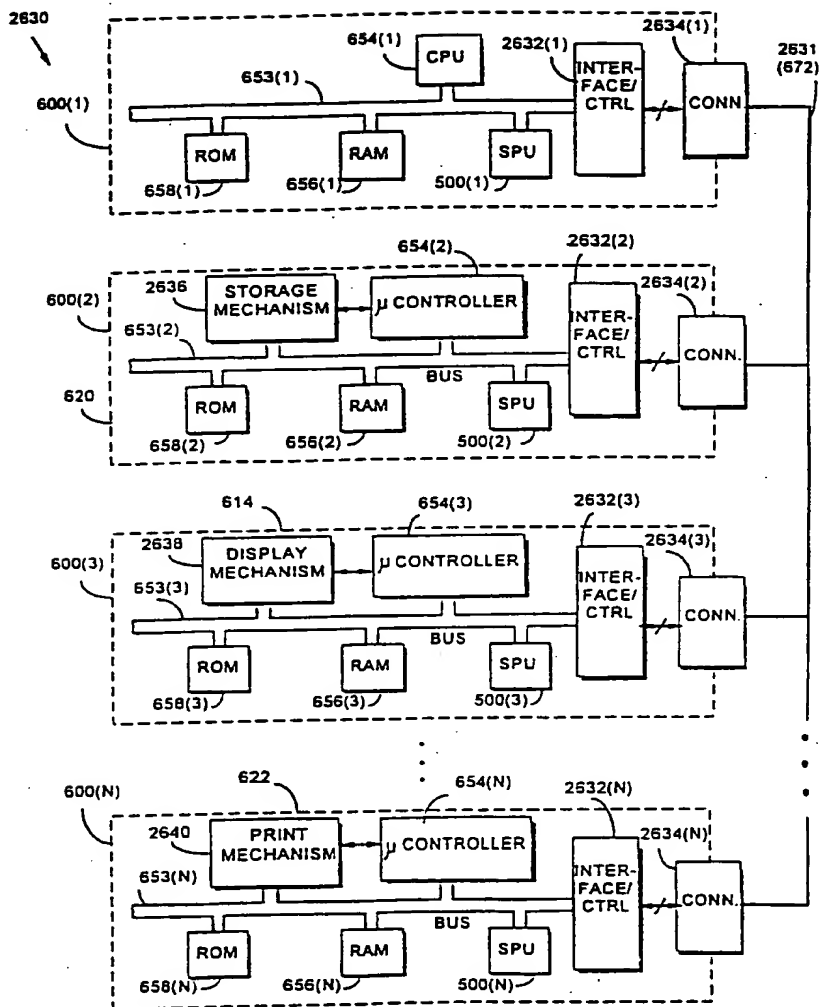 2630
600(1)
653(1)
654(1)
CPU
2632(1)
INTER-
FACE/
CTRL
2634(1)
CONN.
2631
(672)
ROM
658(1)
RAM
656(1)
SPU
500(1)
600(2)
620
2636
STORAGE
MECHANISM
654(2)
μ CONTROLLER
653(2)
BUS
2632(2)
INTER-
FACE/
CTRL
2634(2)
CONN.
ROM
658(2)
RAM
656(2)
SPU
500(2)
614
600(3)
2638
DISPLAY
MECHANISM
654(3)
μ CONTROLLER
653(3)
BUS
2632(3)
INTER-
FACE/
CTRL
2634(3)
CONN.
ROM
658(3)
RAM
656(3)
SPU
500(3)
622
600(N)
2640
PRINT
MECHANISM
654(N)
μ CONTROLLER
653(N)
BUS
2632(N)
INTER-
FACE/
CTRL
2634(N)
CONN.
ROM
658(N)
RAM
656(N)
SPU
500(N)